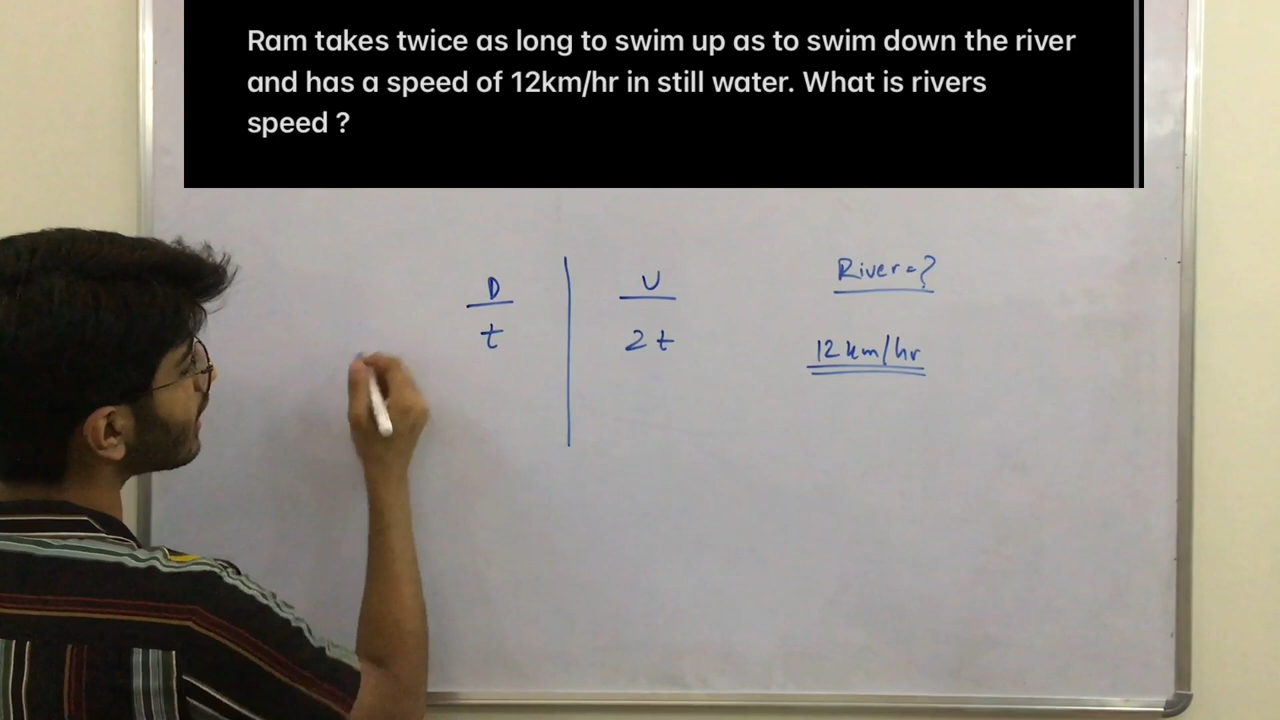 Ram takes twice as long to swim up as to swim down the river
and has a speed of 12km/hr in still water. What is rivers
speed ?
D U River=?
t 2t 12 km/hr